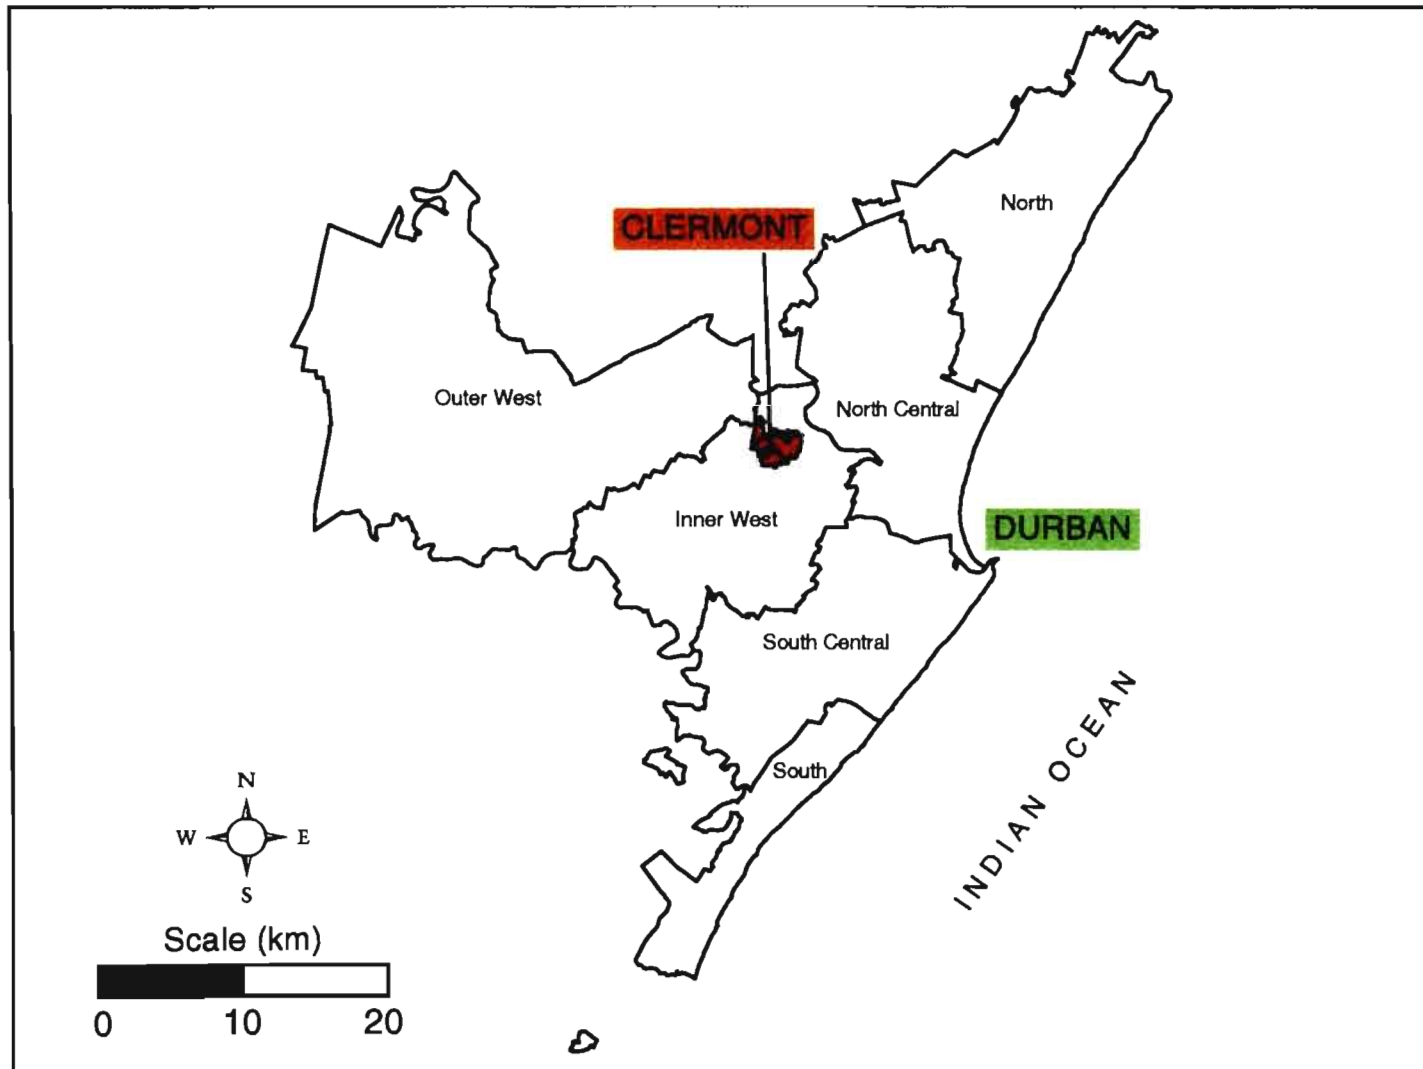 North
CLERMONT
Outer West
North Central
Inner West
DURBAN
South Central
South
INDIAN OCEAN
N
W E
S
Scale (km)
0 10 20